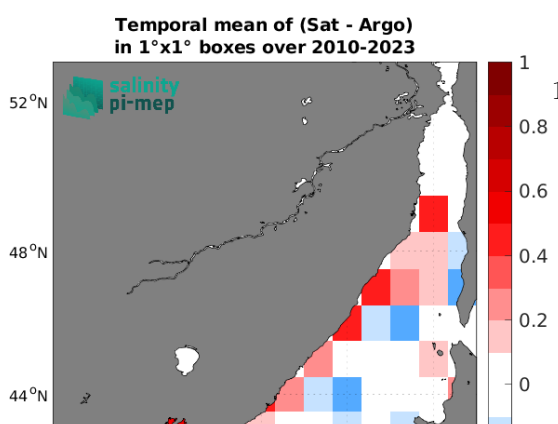 Temporal mean of (Sat - Argo)
in 1°x1° boxes over 2010-2023
salinity
pi-mep
52°N
48°N
44°N
1
0.8
0.6
0.4
0.2
0